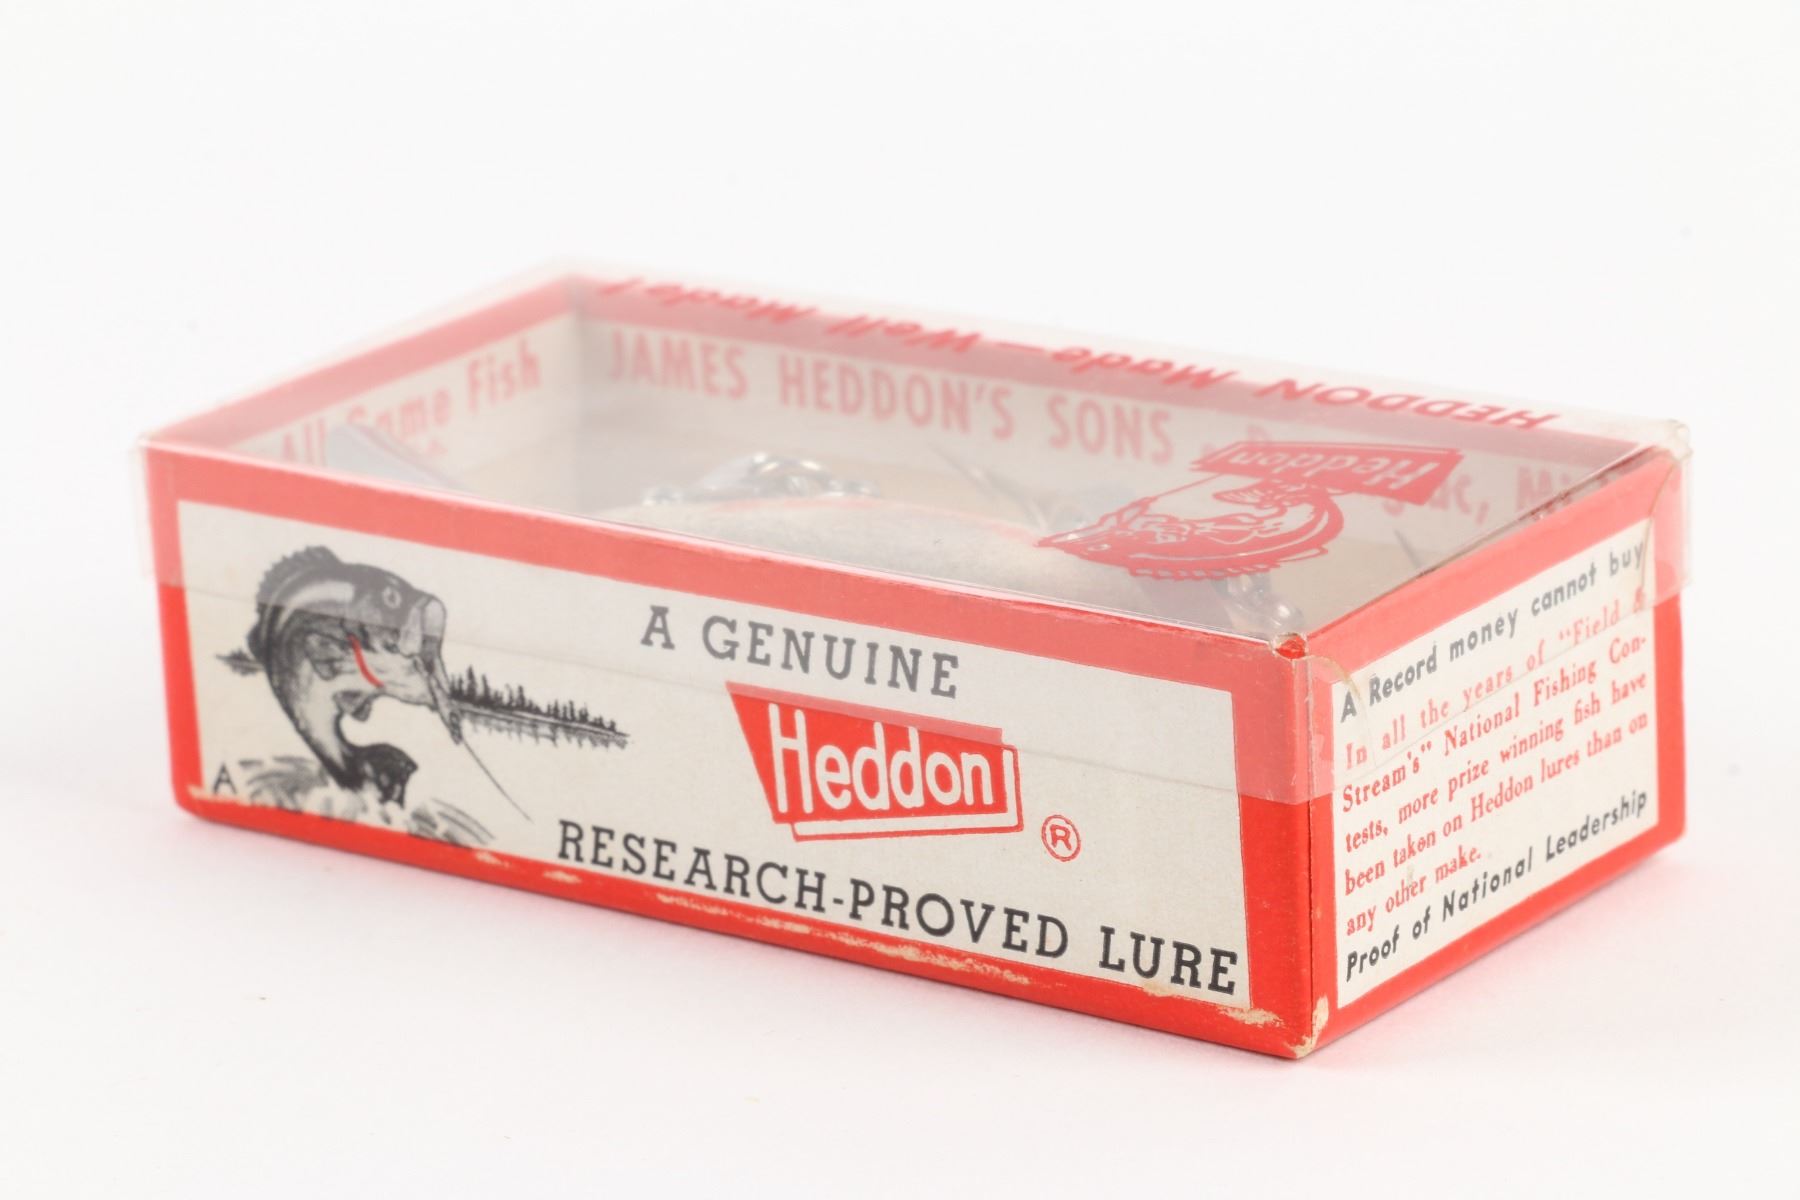 HEDDON Made — Well Made!
Heddon
All Game Fish
JAMES HEDDON'S SONS
A GENUINE
Heddon
®
RESEARCH-PROVED LURE
A
A Record money cannot buy
In all the years of "Field &
Stream's" National Fishing Con-
tests, more prize winning fish have
been taken on Heddon lures than on
any other make.
Proof of National Leadership